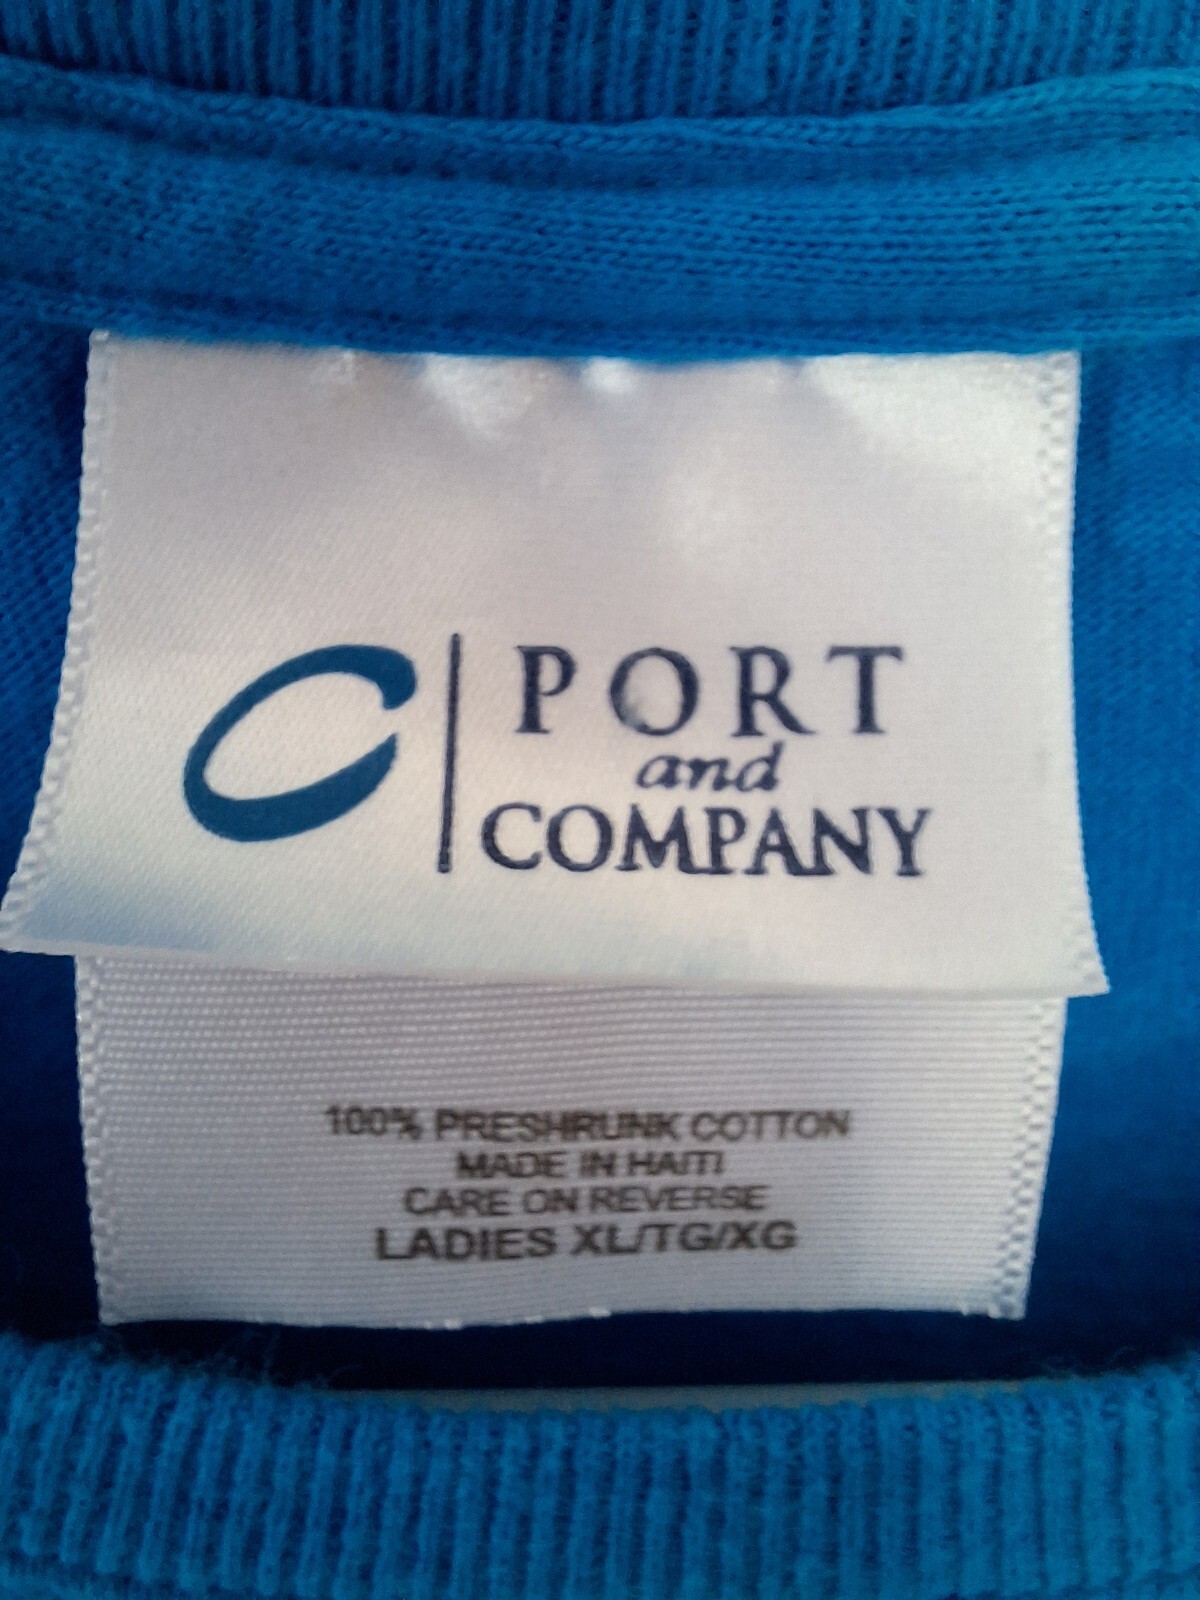 PORT
and
COMPANY
100% PRESHRUNK COTTON
MADE IN HAITI
CARE ON REVERSE
LADIES XL/TG/XG